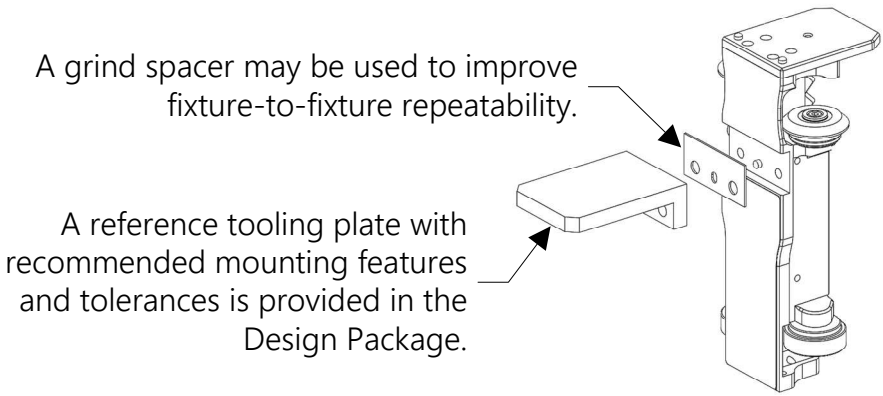 A grind spacer may be used to improve
fixture-to-fixture repeatability.
A reference tooling plate with
recommended mounting features
and tolerances is provided in the
Design Package.